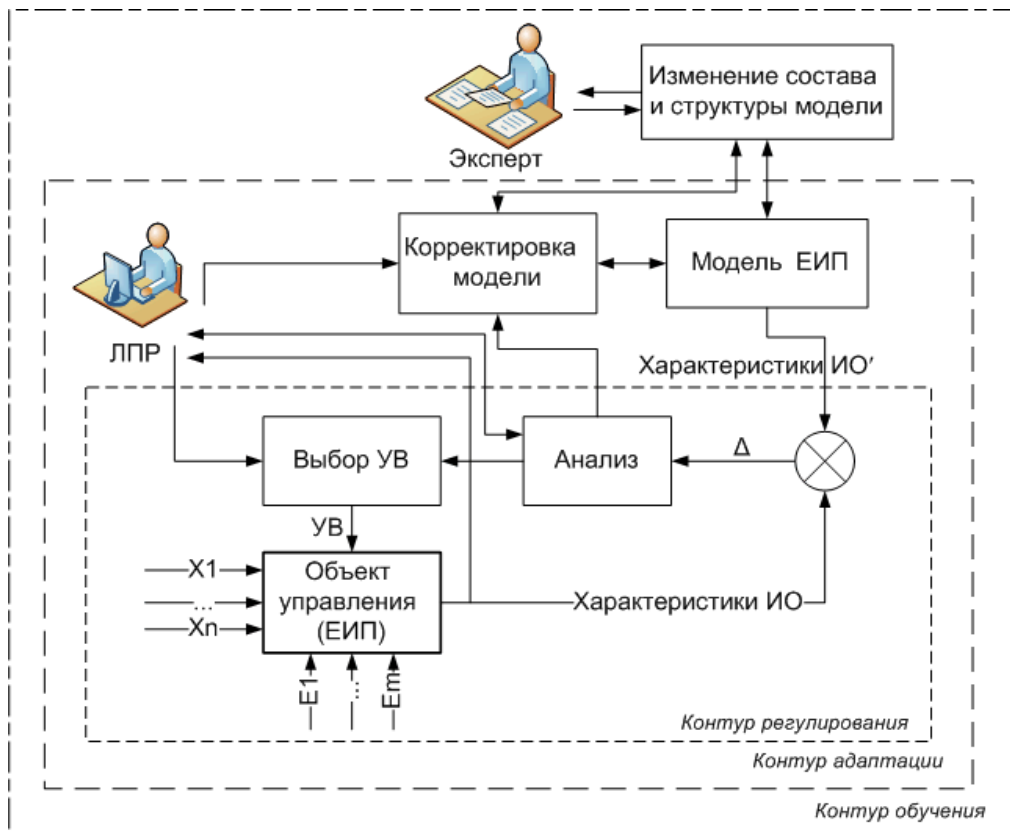 Изменение состава
и структуры модели
Эксперт
Корректировка
модели
Модель ЕИП
ЛПР
Характеристики ИО′
Выбор УВ
Анализ
Δ
УВ
X1
...
Xn
Объект
управления
(ЕИП)
Характеристики ИО
E1
...
Em
Контур регулирования
Контур адаптации
Контур обучения